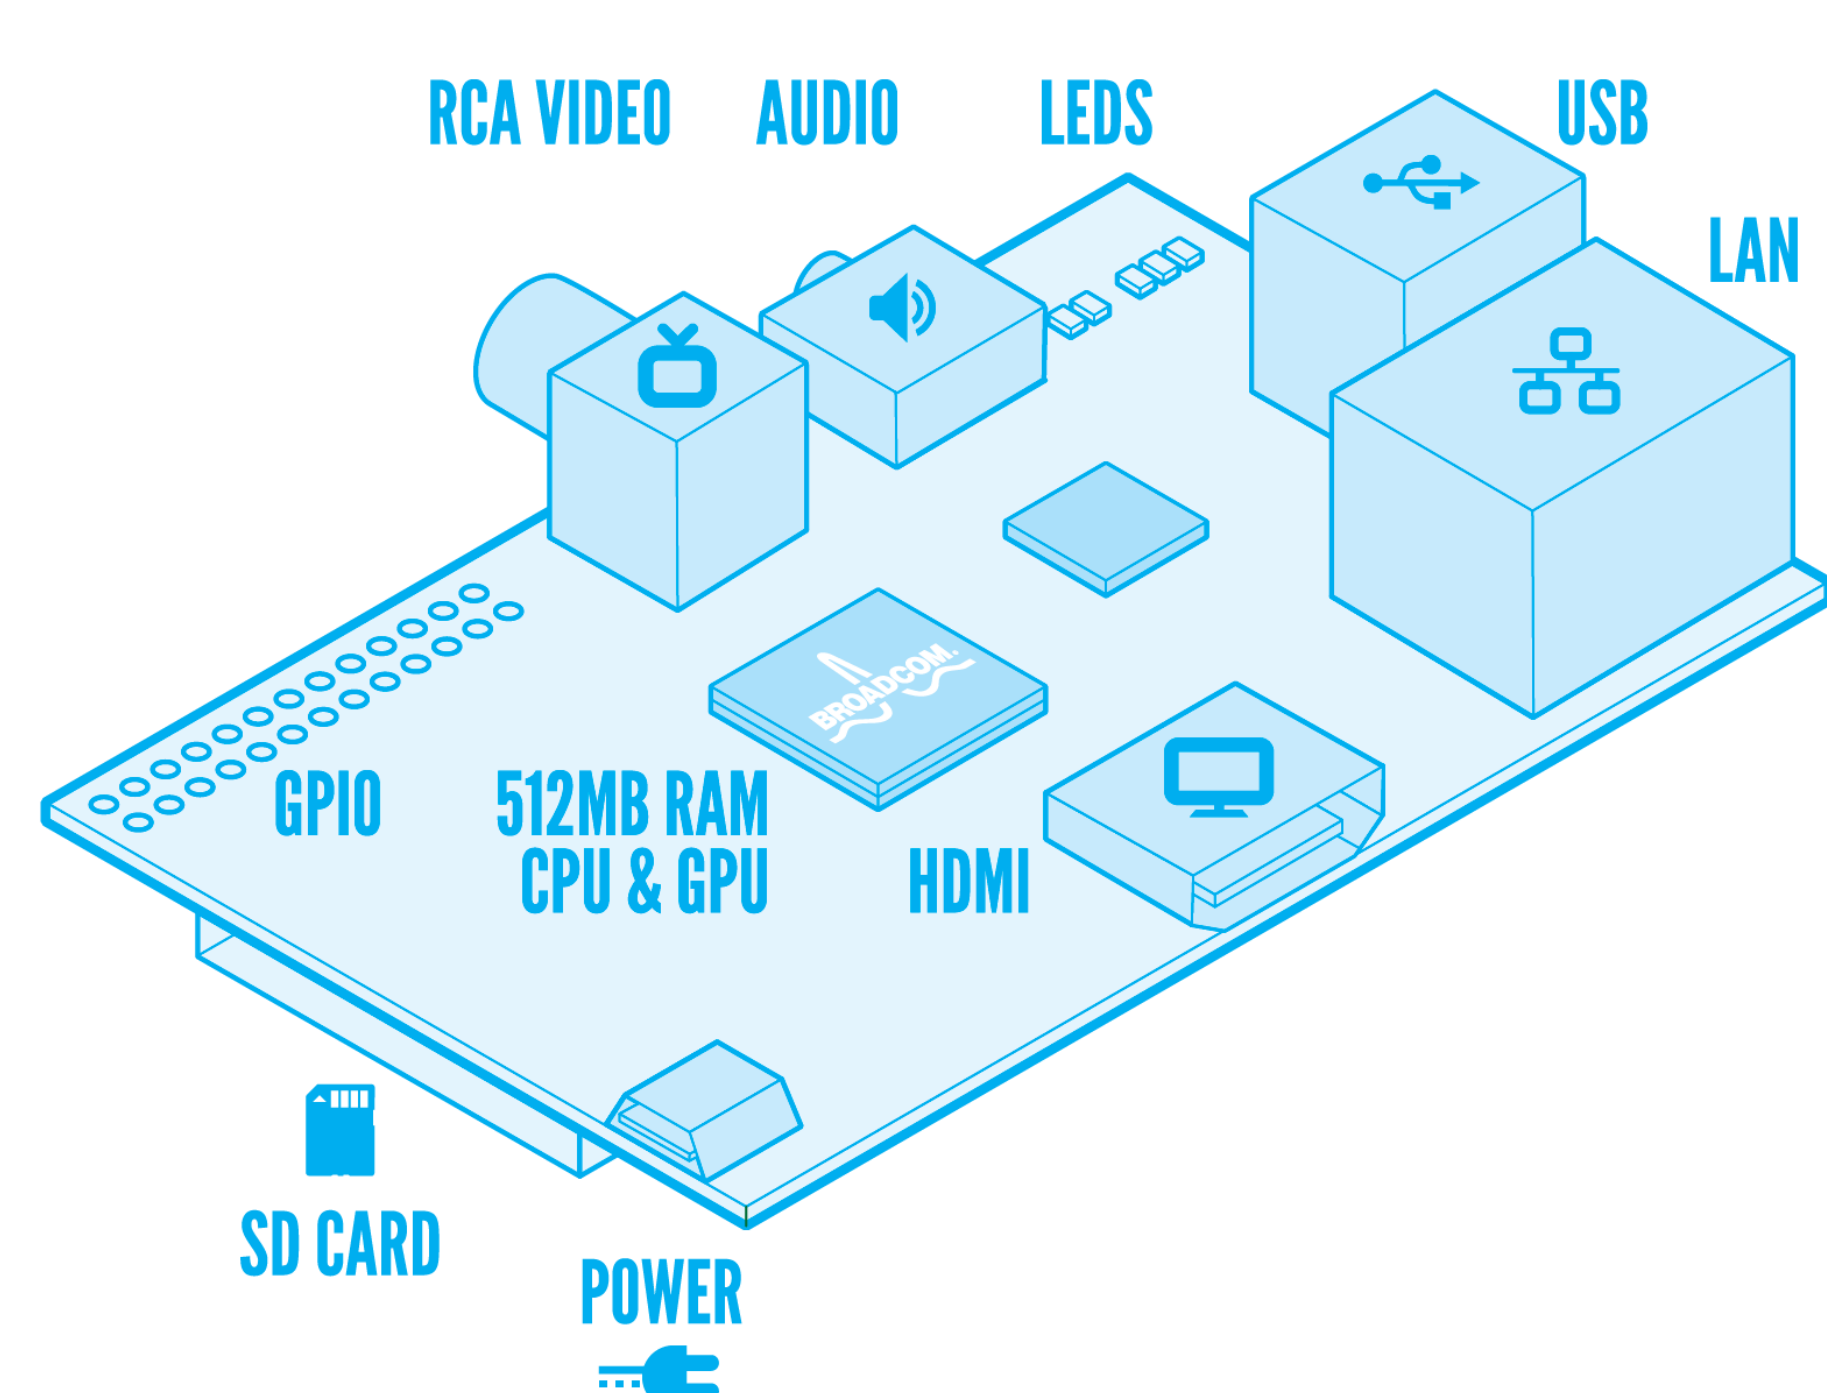 RCA VIDEO
AUDIO
LEDS
USB
LAN
BROADCOM.
GPIO
512MB RAM
CPU & GPU
HDMI
SD CARD
POWER